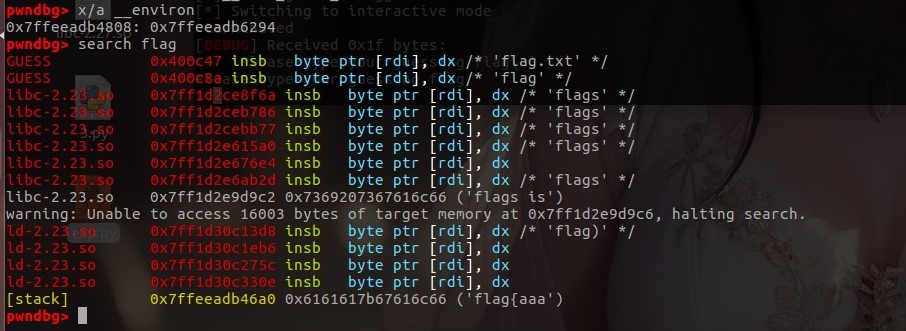 pwndbg> x/a __environ
0x7ffeeadb4808: 0x7ffeeadb6294
[*] Switching to interactive mode
libc-2.27.so
pwndbg> search flag
[DEBUG] Received 0x1f bytes:
GUESS 0x400c47 insb byte ptr [rdi], dx /* 'flag.txt' */
GUESS 0x400c8a insb byte ptr [rdi], dx /* 'flag' */
libc-2.23.so 0x7ff1d2ce8f6a insb byte ptr [rdi], dx /* 'flags' */
libc-2.23.so 0x7ff1d2ceb786 insb byte ptr [rdi], dx /* 'flags' */
libc-2.23.so 0x7ff1d2cebb77 insb byte ptr [rdi], dx /* 'flags' */
3.py
libc-2.23.so 0x7ff1d2e615a0 insb byte ptr [rdi], dx /* 'flags' */
libc-2.23.so 0x7ff1d2e676e4 insb byte ptr [rdi], dx
libc-2.23.so 0x7ff1d2e6ab2d insb byte ptr [rdi], dx /* 'flags' */
libc-2.23.so 0x7ff1d2e9d9c2 0x7369207367616c66 ('flags is')
warning: Unable to access 16003 bytes of target memory at 0x7ff1d2e9d9c6, halting search.
ld-2.23.so 0x7ff1d30c13d8 insb byte ptr [rdi], dx /* 'flag)' */
ld-2.23.so 0x7ff1d30c1eb6 insb byte ptr [rdi], dx
ld-2.23.so 0x7ff1d30c275c insb byte ptr [rdi], dx
ld-2.23.so 0x7ff1d30c330e insb byte ptr [rdi], dx
[stack] 0x7ffeeadb46a0 0x6161617b67616c66 ('flag{aaa')
pwndbg>